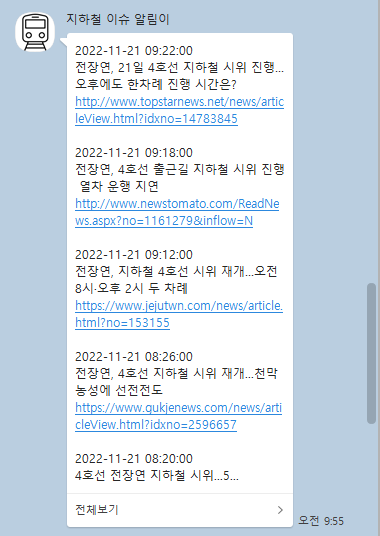 지하철 이슈 알림이
2022-11-21 09:22:00
전장연, 21일 4호선 지하철 시위 진행...
오후에도 한차례 진행 시간은?
http://www.topstarnews.net/news/artic
leView.html?idxno=14783845
2022-11-21 09:18:00
전장연, 4호선 출근길 지하철 시위 진행
열차 운행 지연
http://www.newstomato.com/ReadNe
ws.aspx?no=1161279&inflow=N
2022-11-21 09:12:00
전장연, 지하철 4호선 시위 재개...오전
8시·오후 2시 두 차례
https://www.jejutwn.com/news/article.
html?no=153155
2022-11-21 08:26:00
전장연, 4호선 지하철 시위 재개...천막
농성에 선전전도
https://www.gukjenews.com/news/arti
cleView.html?idxno=2596657
2022-11-21 08:20:00
4호선 전장연 지하철 시위...5...
전체보기
오전 9:55